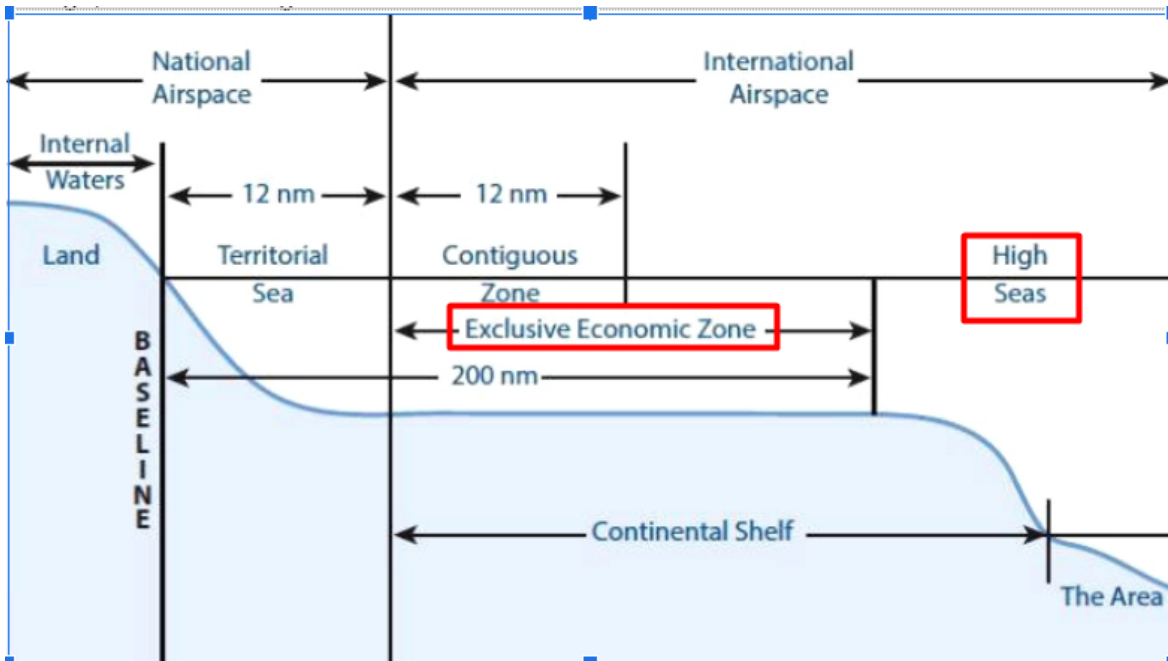 National
Airspace
International
Airspace
Internal
Waters
12 nm
12 nm
Land
Territorial
Sea
Contiguous
Zone
High
Seas
Exclusive Economic Zone
200 nm
BASELINE
Continental Shelf
The Area